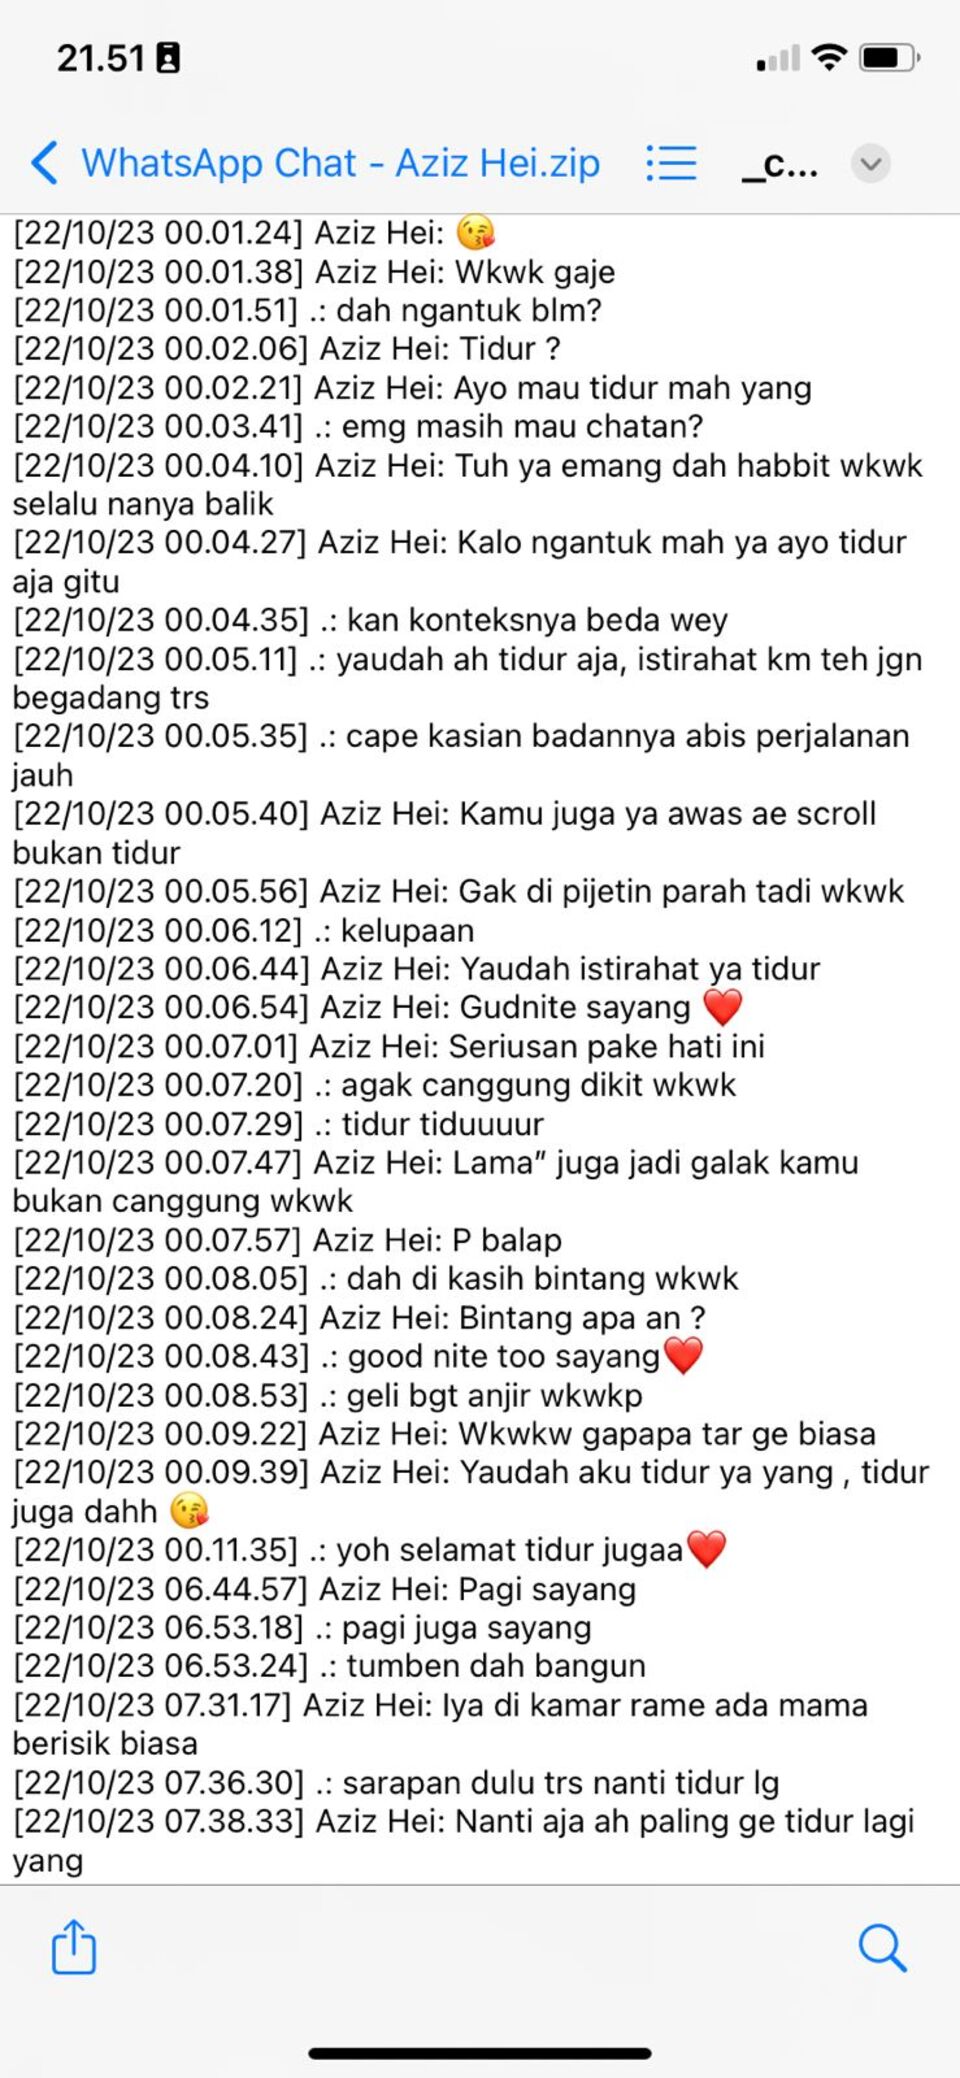 21.51
WhatsApp Chat - Aziz Hei.zip
_c...
[22/10/23 00.01.24] Aziz Hei: 😘
[22/10/23 00.01.38] Aziz Hei: Wkwk gaje
[22/10/23 00.01.51] .: dah ngantuk blm?
[22/10/23 00.02.06] Aziz Hei: Tidur ?
[22/10/23 00.02.21] Aziz Hei: Ayo mau tidur mah yang
[22/10/23 00.03.41] .: emg masih mau chatan?
[22/10/23 00.04.10] Aziz Hei: Tuh ya emang dah habbit wkwk
selalu nanya balik
[22/10/23 00.04.27] Aziz Hei: Kalo ngantuk mah ya ayo tidur
aja gitu
[22/10/23 00.04.35] .: kan konteksnya beda wey
[22/10/23 00.05.11] .: yaudah ah tidur aja, istirahat km teh jgn
begadang trs
[22/10/23 00.05.35] .: cape kasian badannya abis perjalanan
jauh
[22/10/23 00.05.40] Aziz Hei: Kamu juga ya awas ae scroll
bukan tidur
[22/10/23 00.05.56] Aziz Hei: Gak di pijetin parah tadi wkwk
[22/10/23 00.06.12] .: kelupaan
[22/10/23 00.06.44] Aziz Hei: Yaudah istirahat ya tidur
[22/10/23 00.06.54] Aziz Hei: Gudnite sayang ❤️
[22/10/23 00.07.01] Aziz Hei: Seriusan pake hati ini
[22/10/23 00.07.20] .: agak canggung dikit wkwk
[22/10/23 00.07.29] .: tidur tiduuuur
[22/10/23 00.07.47] Aziz Hei: Lama” juga jadi galak kamu
bukan canggung wkwk
[22/10/23 00.07.57] Aziz Hei: P balap
[22/10/23 00.08.05] .: dah di kasih bintang wkwk
[22/10/23 00.08.24] Aziz Hei: Bintang apa an ?
[22/10/23 00.08.43] .: good nite too sayang❤️
[22/10/23 00.08.53] .: geli bgt anjir wkwkp
[22/10/23 00.09.22] Aziz Hei: Wkwkw gapapa tar ge biasa
[22/10/23 00.09.39] Aziz Hei: Yaudah aku tidur ya yang , tidur
juga dahh 😘
[22/10/23 00.11.35] .: yoh selamat tidur jugaa❤️
[22/10/23 06.44.57] Aziz Hei: Pagi sayang
[22/10/23 06.53.18] .: pagi juga sayang
[22/10/23 06.53.24] .: tumben dah bangun
[22/10/23 07.31.17] Aziz Hei: Iya di kamar rame ada mama
berisik biasa
[22/10/23 07.36.30] .: sarapan dulu trs nanti tidur lg
[22/10/23 07.38.33] Aziz Hei: Nanti aja ah paling ge tidur lagi
yang